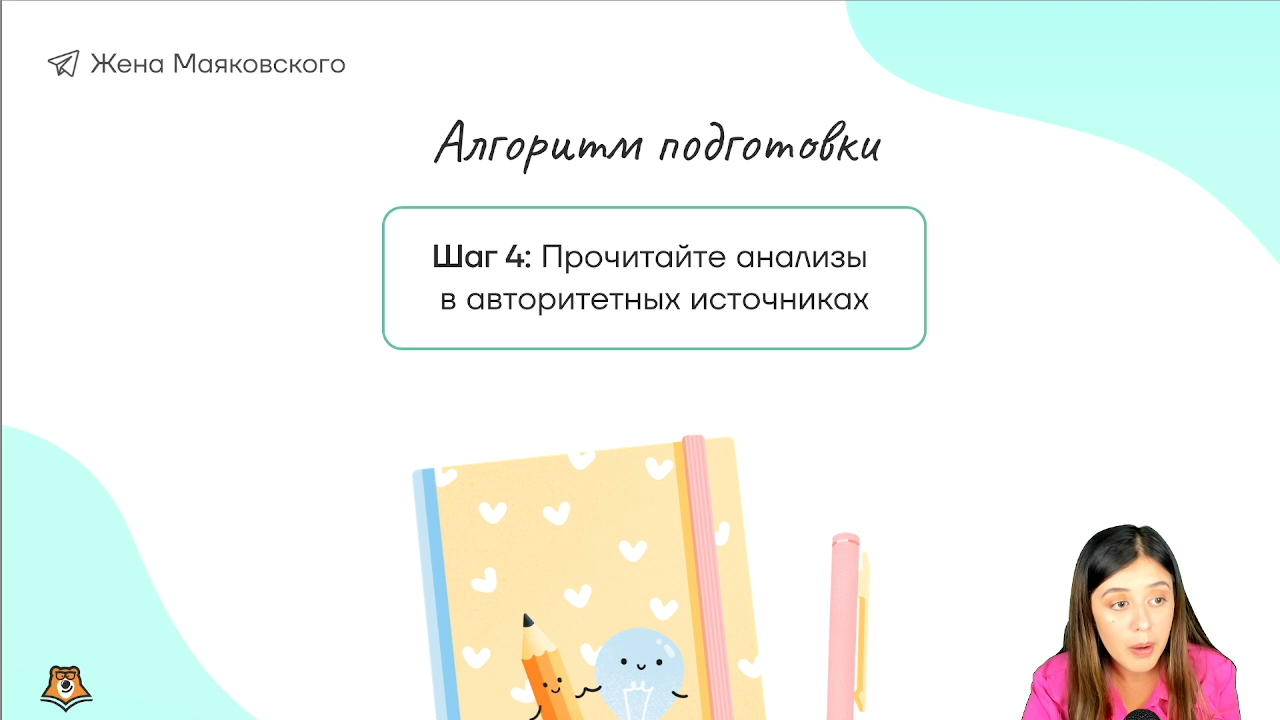 Жена Маяковского
Алгоритм подготовки
Шаг 4: Прочитайте анализы
в авторитетных источниках